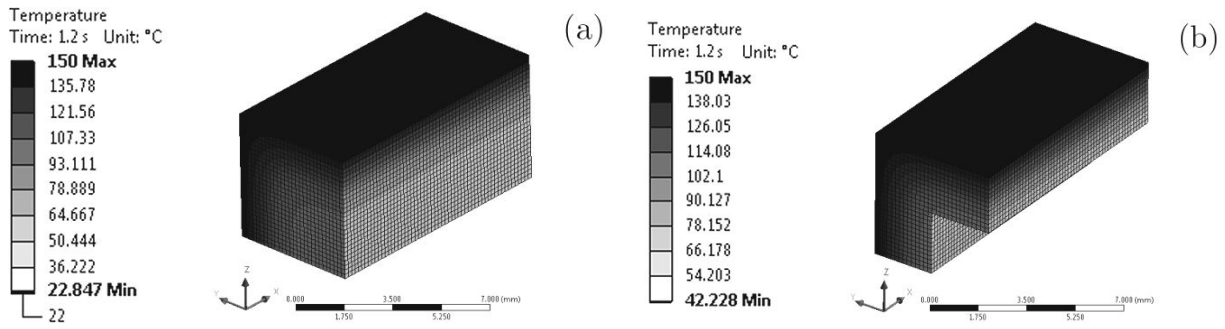 Temperature
Time: 1.2 s Unit: °C
150 Max
135.78
121.56
107.33
93.111
78.889
64.667
50.444
36.222
22.847 Min
22
(a)
Z
Y
X
0.000 3.500 7.000 (mm)
1.750 5.250
Temperature
Time: 1.2 s Unit: °C
150 Max
138.03
126.05
114.08
102.1
90.127
78.152
66.178
54.203
42.228 Min
(b)
Z
Y
X
0.000 3.500 7.000 (mm)
1.750 5.250